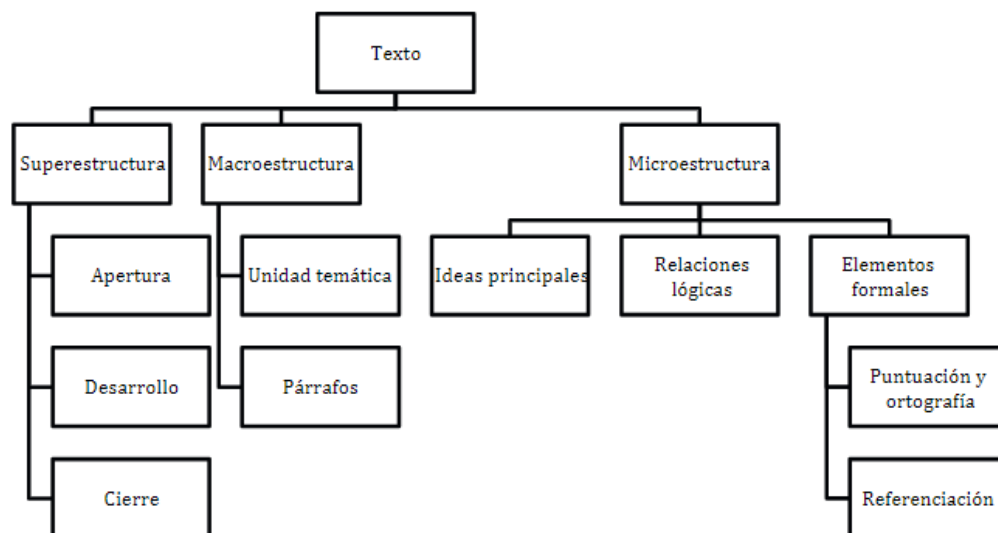 Texto
Superestructura
Macroestructura
Microestructura
Apertura
Unidad temática
Ideas principales
Relaciones
lógicas
Elementos
formales
Desarrollo
Párrafos
Puntuación y
ortografía
Cierre
Referenciación